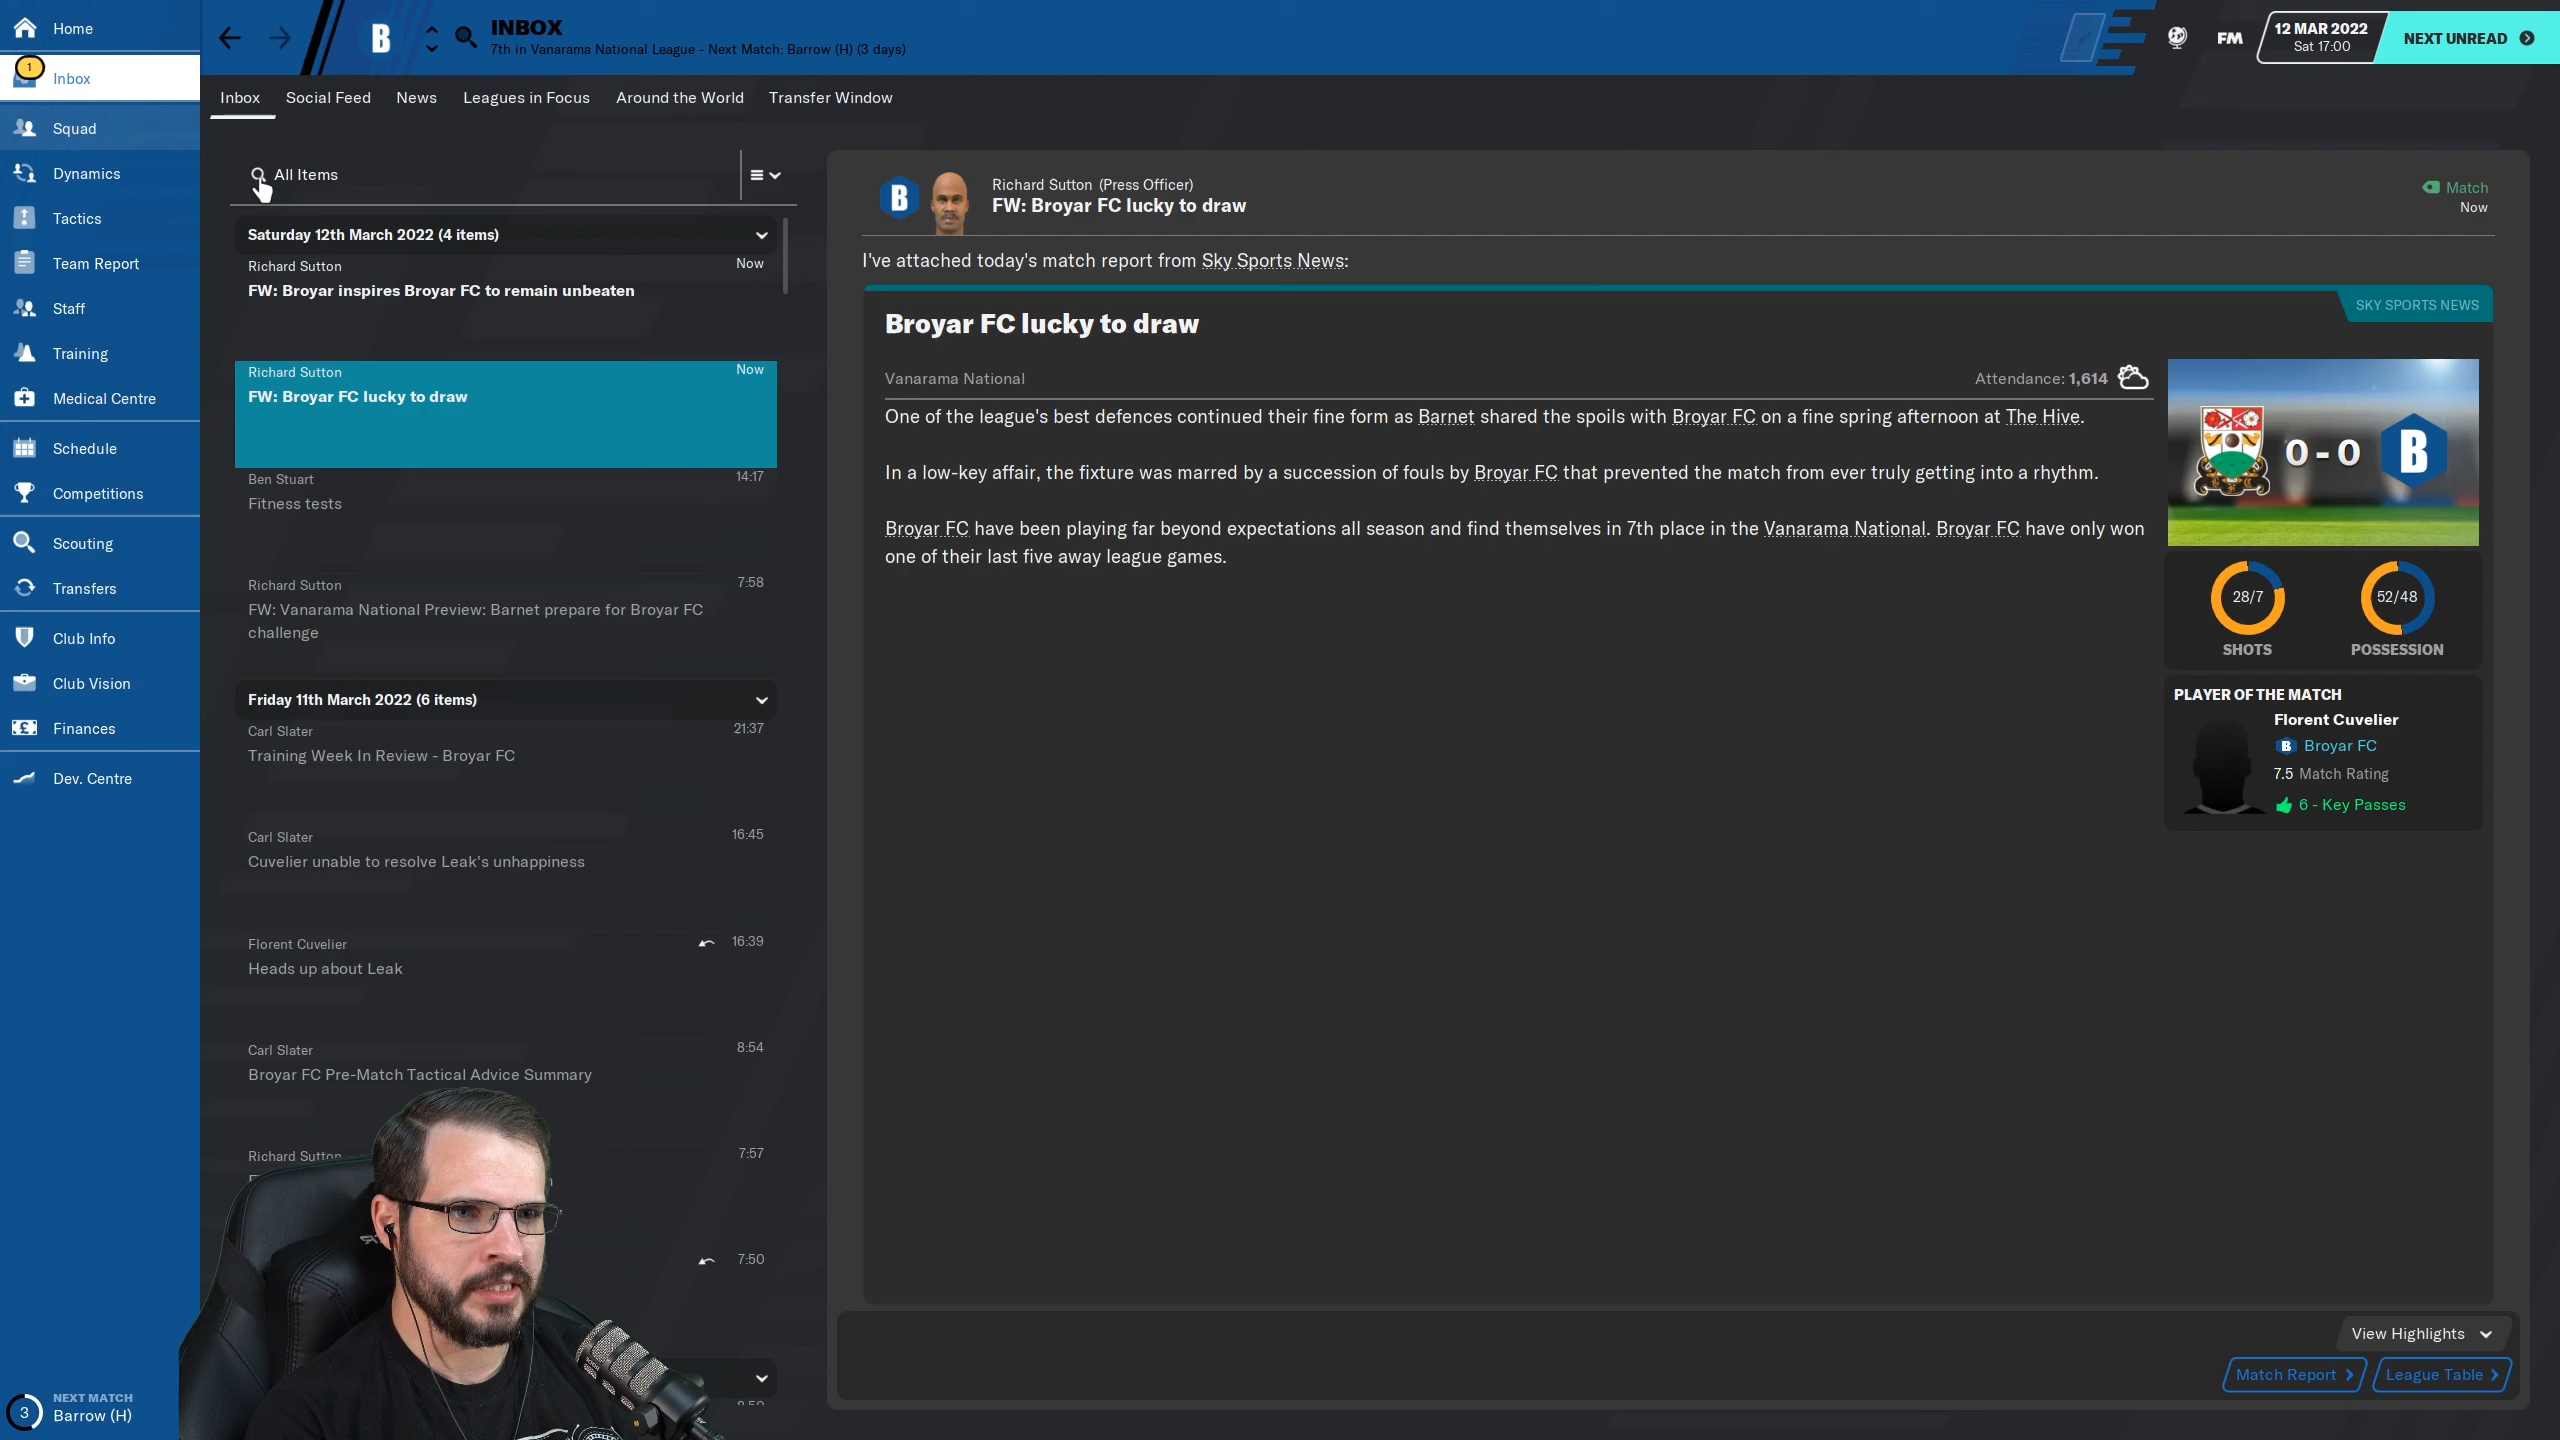 Home
1
Inbox
Squad
Dynamics
Tactics
Team Report
Staff
Training
Medical Centre
Schedule
Competitions
Scouting
Transfers
Club Info
Club Vision
Finances
Dev. Centre
3
NEXT MATCH
Barrow (H)
B
INBOX
7th in Vanarama National League - Next Match: Barrow (H) (3 days)
FM
12 MAR 2022
Sat 17:00
NEXT UNREAD
Inbox Social Feed News Leagues in Focus Around the World Transfer Window
All Items
Saturday 12th March 2022 (4 items)
Richard Sutton Now
FW: Broyar inspires Broyar FC to remain unbeaten
Richard Sutton Now
FW: Broyar FC lucky to draw
Ben Stuart 14:17
Fitness tests
Richard Sutton 7:58
FW: Vanarama National Preview: Barnet prepare for Broyar FC
challenge
Friday 11th March 2022 (6 items)
Carl Slater 21:37
Training Week In Review - Broyar FC
Carl Slater 16:45
Cuvelier unable to resolve Leak's unhappiness
Florent Cuvelier 16:39
Heads up about Leak
Carl Slater 8:54
Broyar FC Pre-Match Tactical Advice Summary
Richard Sutton 7:57
7:50
B
Richard Sutton (Press Officer)
FW: Broyar FC lucky to draw
Match
Now
I've attached today's match report from Sky Sports News:
SKY SPORTS NEWS
Broyar FC lucky to draw
Vanarama National Attendance: 1,614
One of the league's best defences continued their fine form as Barnet shared the spoils with Broyar FC on a fine spring afternoon at The Hive.
In a low-key affair, the fixture was marred by a succession of fouls by Broyar FC that prevented the match from ever truly getting into a rhythm.
Broyar FC have been playing far beyond expectations all season and find themselves in 7th place in the Vanarama National. Broyar FC have only won
one of their last five away league games.
0 - 0 B
28/7 52/48
SHOTS POSSESSION
PLAYER OF THE MATCH
Florent Cuvelier
B Broyar FC
7.5 Match Rating
6 - Key Passes
View Highlights
Match Report League Table